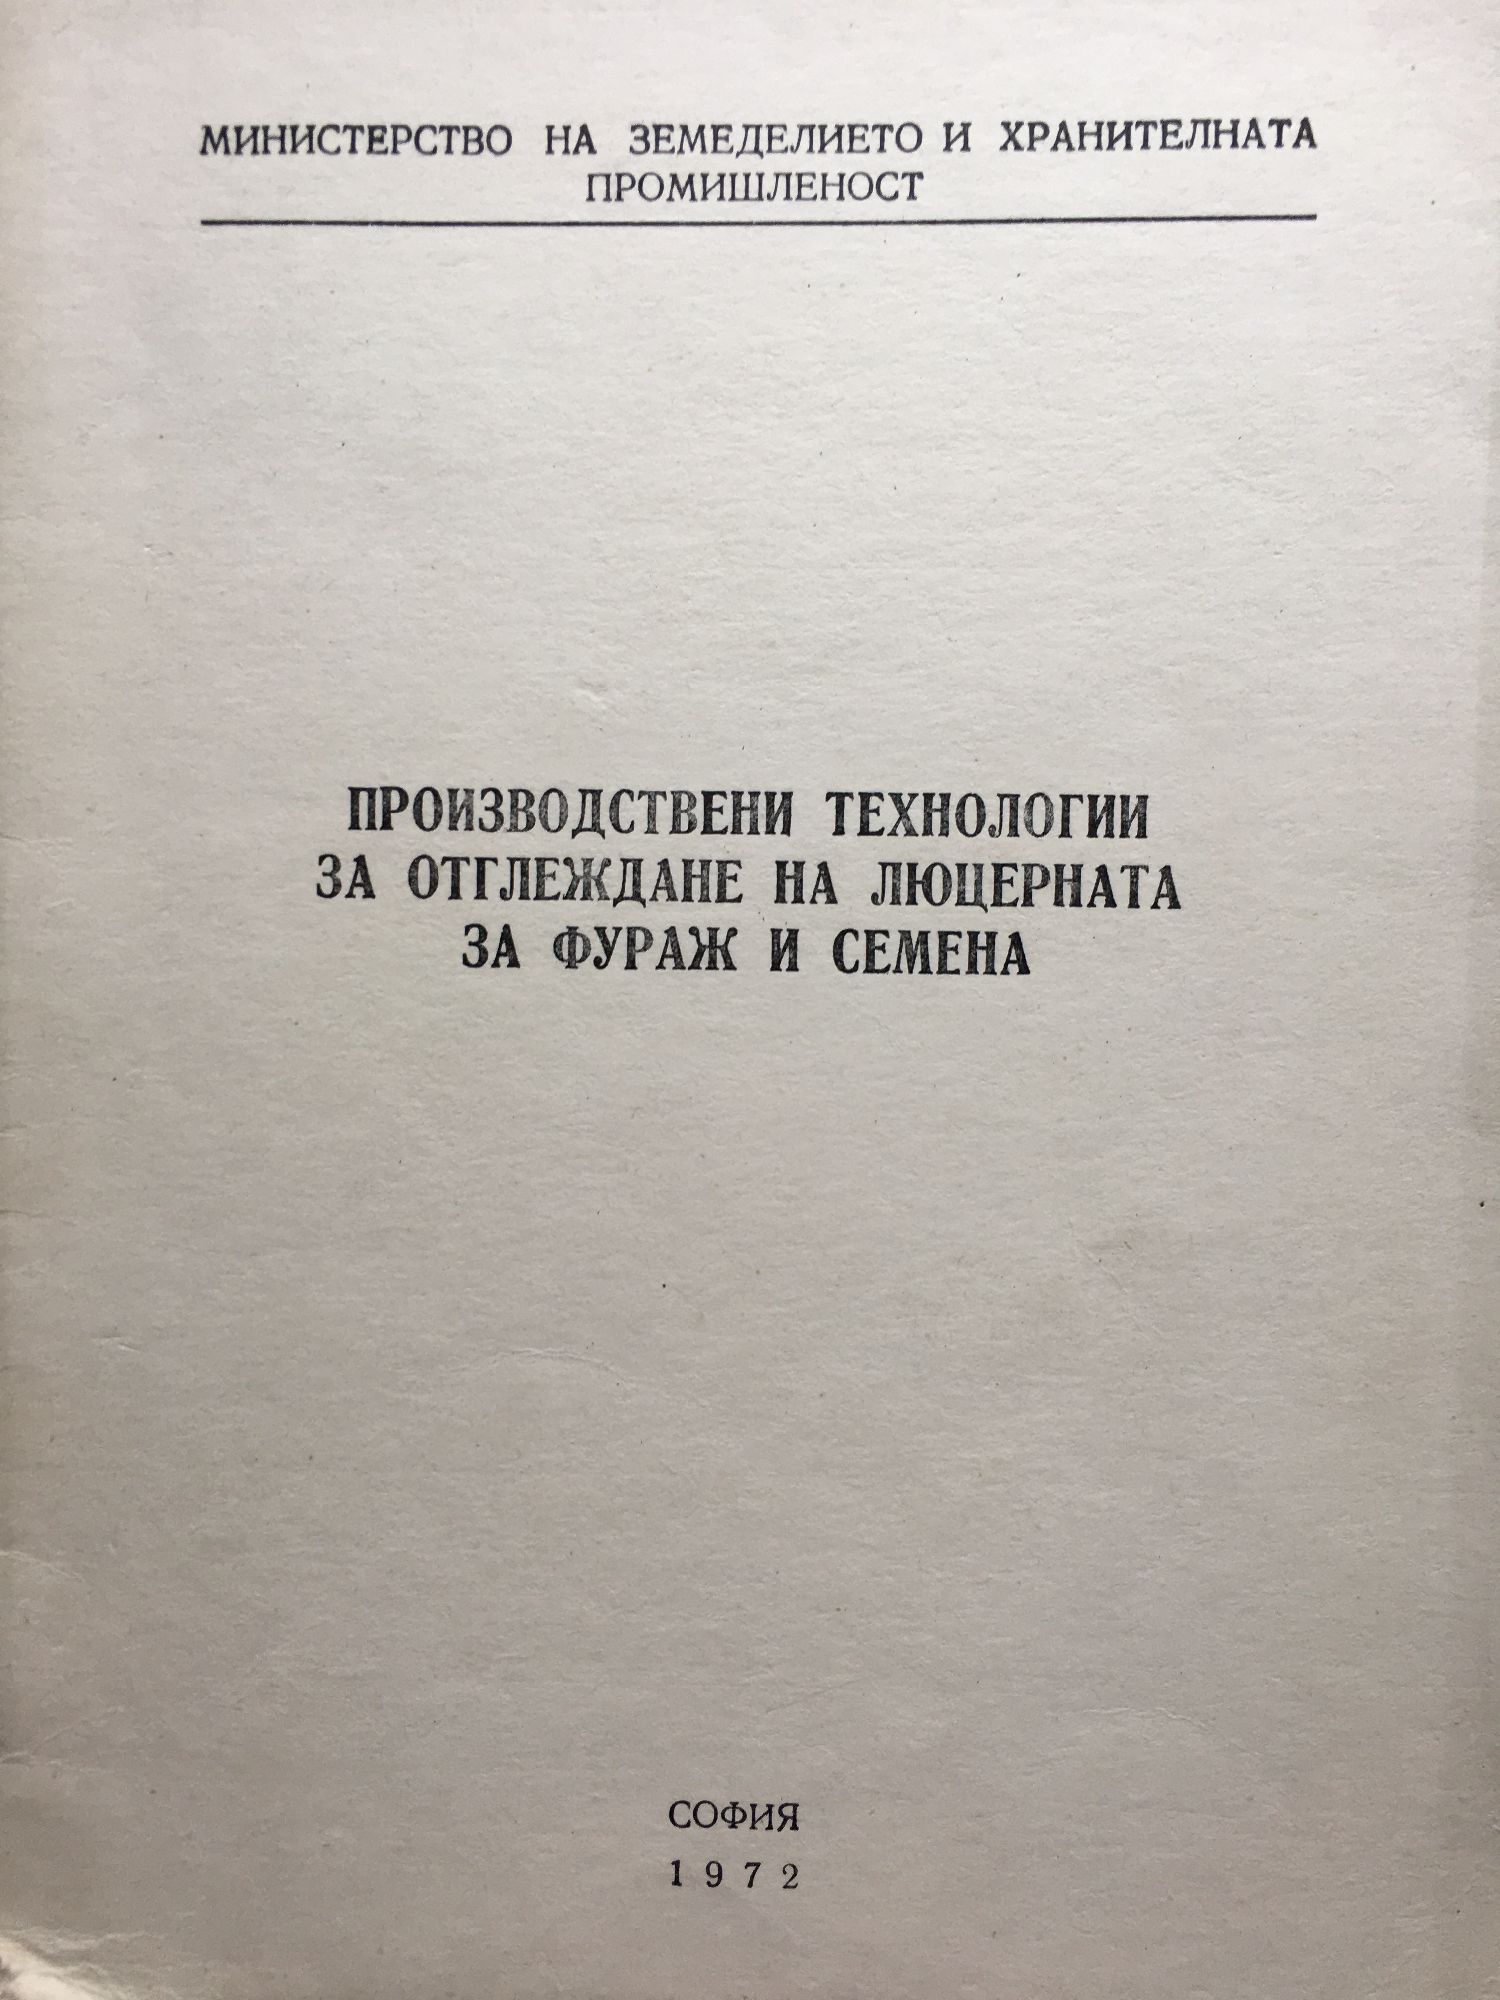 МИНИСТЕРСТВО НА ЗЕМЕДЕЛИЕТО И ХРАНИТЕЛНАТА
ПРОМИШЛЕНОСТ
ПРОИЗВОДСТВЕНИ ТЕХНОЛОГИИ
ЗА ОТГЛЕЖДАНЕ НА ЛЮЦЕРНАТА
ЗА ФУРАЖ И СЕМЕНА
СОФИЯ
1972